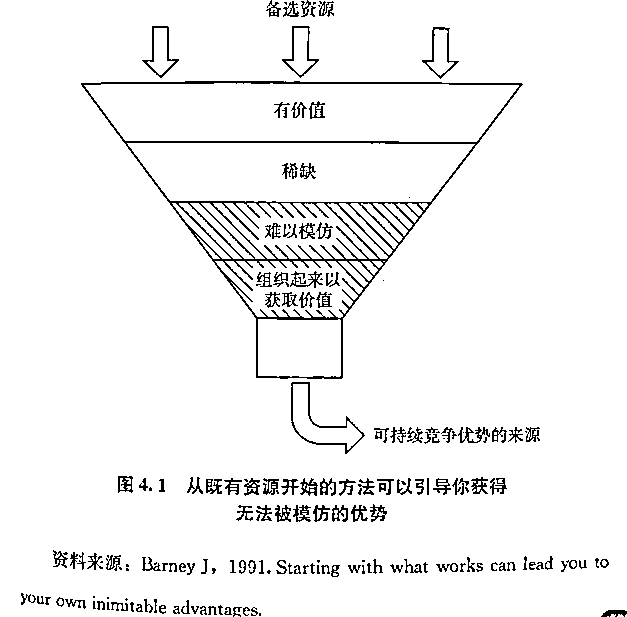 备选资源
有价值
稀缺
难以模仿
组织起来以
获取价值
可持续竞争优势的来源
图 4.1 从既有资源开始的方法可以引导你获得
无法被模仿的优势
资料来源：Barney J，1991. Starting with what works can lead you to
your own inimitable advantages.